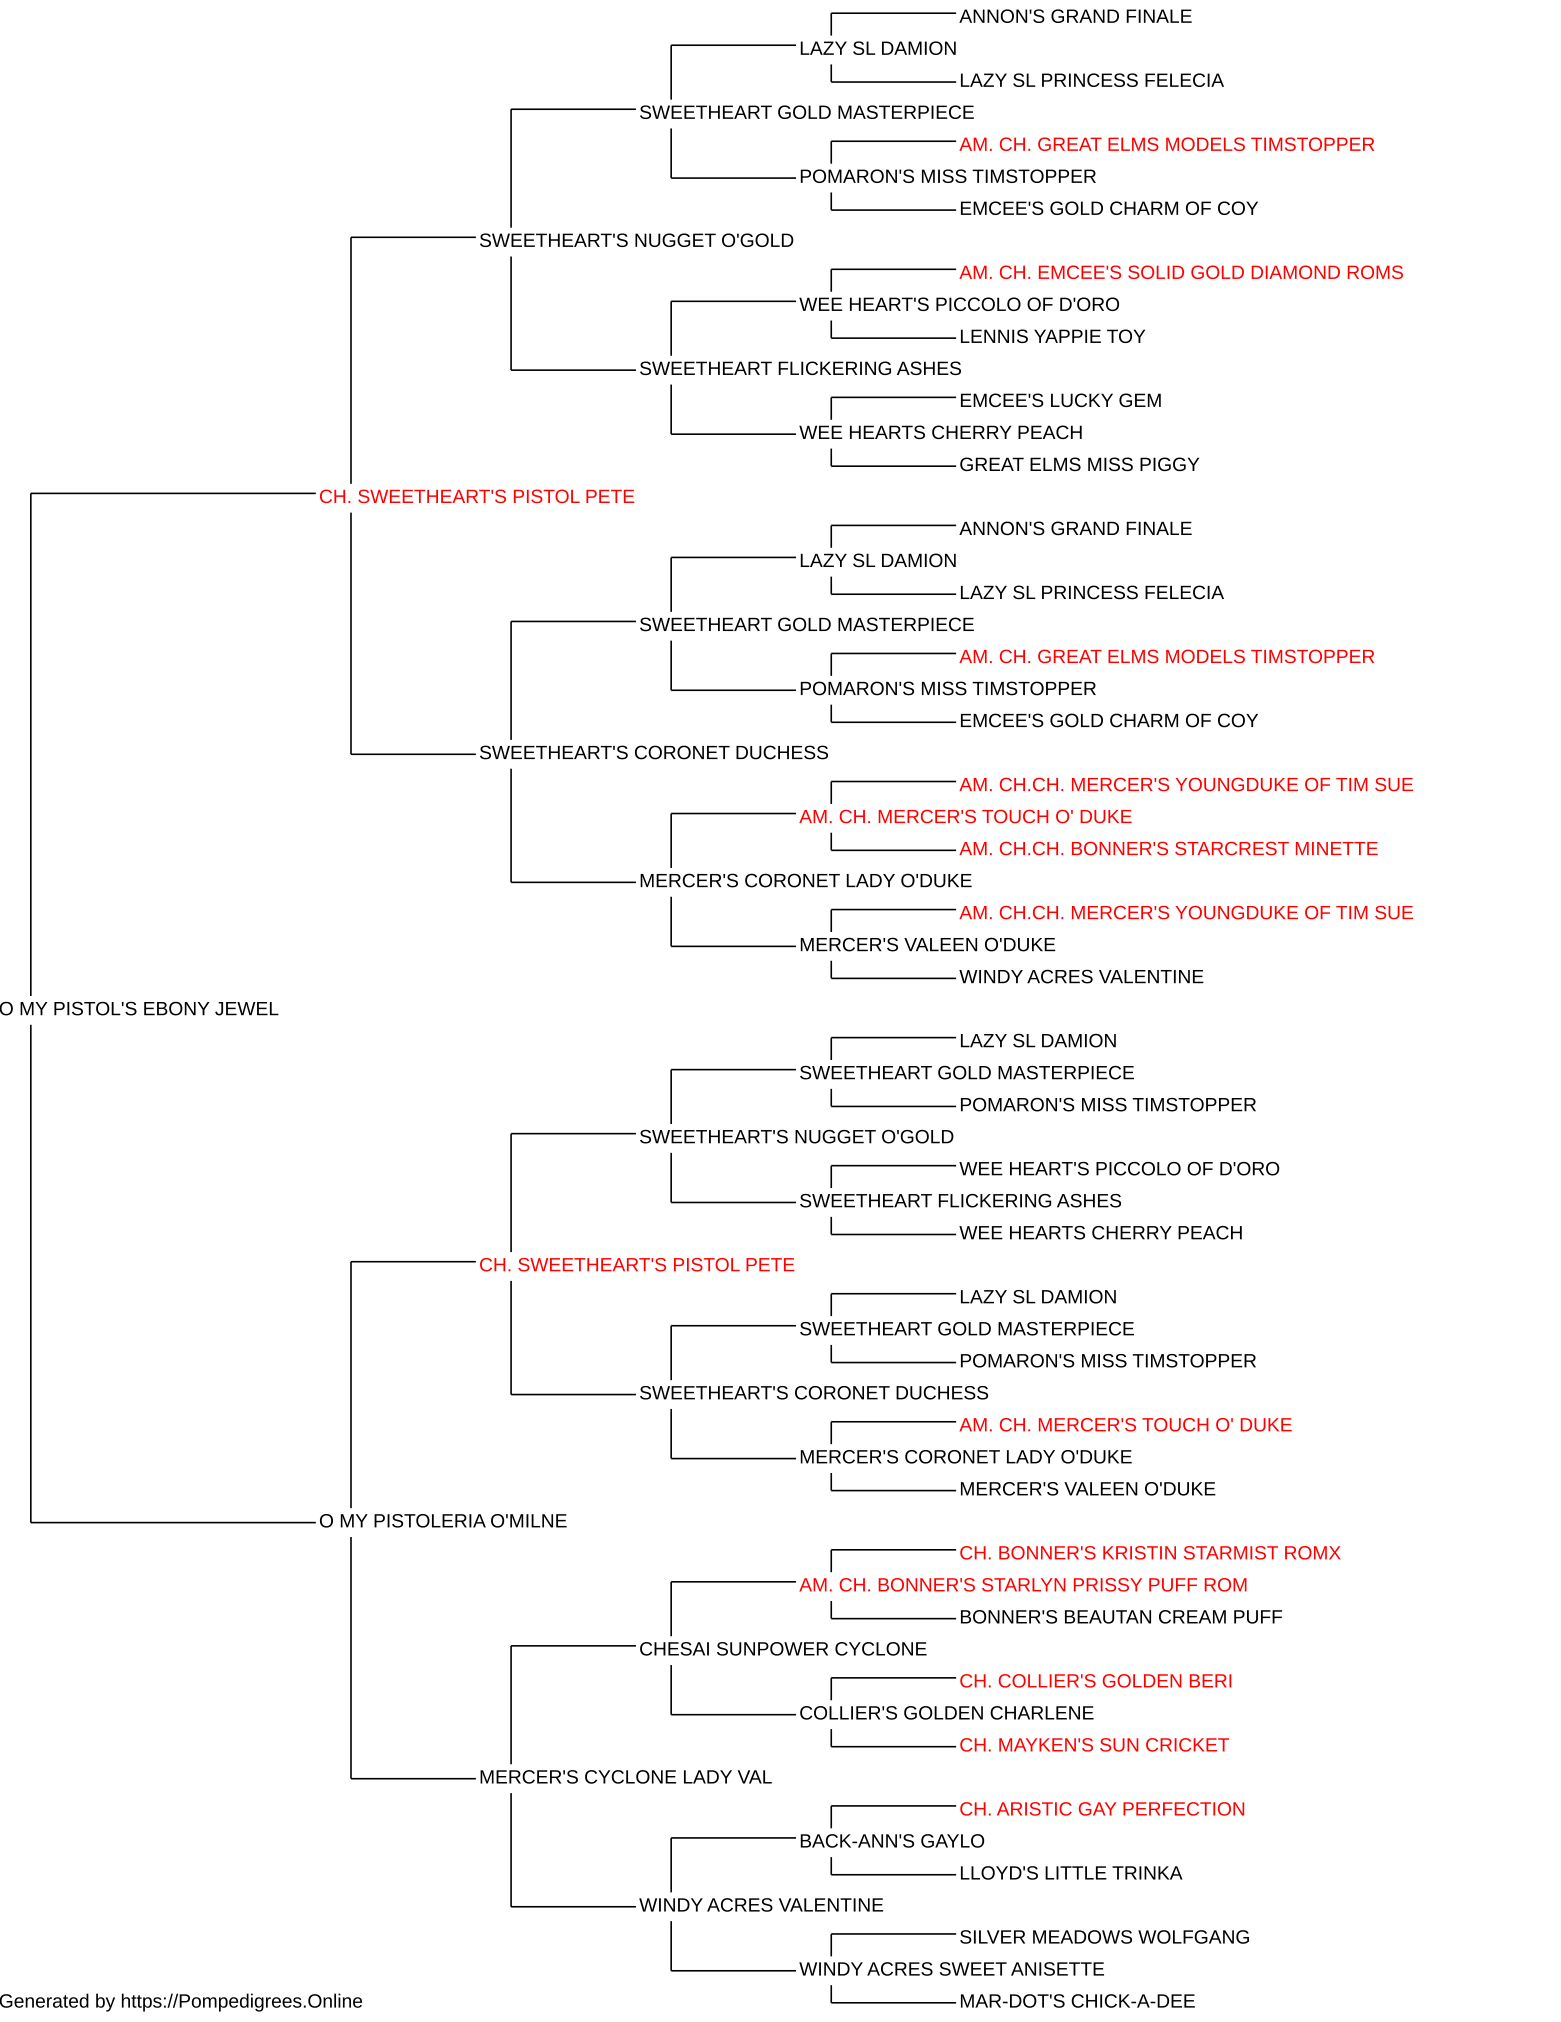 ANNON'S GRAND FINALE
LAZY SL DAMION
LAZY SL PRINCESS FELECIA
SWEETHEART GOLD MASTERPIECE
AM. CH. GREAT ELMS MODELS TIMSTOPPER
POMARON'S MISS TIMSTOPPER
EMCEE'S GOLD CHARM OF COY
SWEETHEART'S NUGGET O'GOLD
AM. CH. EMCEE'S SOLID GOLD DIAMOND ROMS
WEE HEART'S PICCOLO OF D'ORO
LENNIS YAPPIE TOY
SWEETHEART FLICKERING ASHES
EMCEE'S LUCKY GEM
WEE HEARTS CHERRY PEACH
GREAT ELMS MISS PIGGY
CH. SWEETHEART'S PISTOL PETE
ANNON'S GRAND FINALE
LAZY SL DAMION
LAZY SL PRINCESS FELECIA
SWEETHEART GOLD MASTERPIECE
AM. CH. GREAT ELMS MODELS TIMSTOPPER
POMARON'S MISS TIMSTOPPER
EMCEE'S GOLD CHARM OF COY
SWEETHEART'S CORONET DUCHESS
AM. CH.CH. MERCER'S YOUNGDUKE OF TIM SUE
AM. CH. MERCER'S TOUCH O' DUKE
AM. CH.CH. BONNER'S STARCREST MINETTE
MERCER'S CORONET LADY O'DUKE
AM. CH.CH. MERCER'S YOUNGDUKE OF TIM SUE
MERCER'S VALEEN O'DUKE
WINDY ACRES VALENTINE
O MY PISTOL'S EBONY JEWEL
LAZY SL DAMION
SWEETHEART GOLD MASTERPIECE
POMARON'S MISS TIMSTOPPER
SWEETHEART'S NUGGET O'GOLD
WEE HEART'S PICCOLO OF D'ORO
SWEETHEART FLICKERING ASHES
WEE HEARTS CHERRY PEACH
CH. SWEETHEART'S PISTOL PETE
LAZY SL DAMION
SWEETHEART GOLD MASTERPIECE
POMARON'S MISS TIMSTOPPER
SWEETHEART'S CORONET DUCHESS
AM. CH. MERCER'S TOUCH O' DUKE
MERCER'S CORONET LADY O'DUKE
MERCER'S VALEEN O'DUKE
O MY PISTOLERIA O'MILNE
CH. BONNER'S KRISTIN STARMIST ROMX
AM. CH. BONNER'S STARLYN PRISSY PUFF ROM
BONNER'S BEAUTAN CREAM PUFF
CHESAI SUNPOWER CYCLONE
CH. COLLIER'S GOLDEN BERI
COLLIER'S GOLDEN CHARLENE
CH. MAYKEN'S SUN CRICKET
MERCER'S CYCLONE LADY VAL
CH. ARISTIC GAY PERFECTION
BACK-ANN'S GAYLO
LLOYD'S LITTLE TRINKA
WINDY ACRES VALENTINE
SILVER MEADOWS WOLFGANG
WINDY ACRES SWEET ANISETTE
MAR-DOT'S CHICK-A-DEE
Generated by https://Pompedigrees.Online